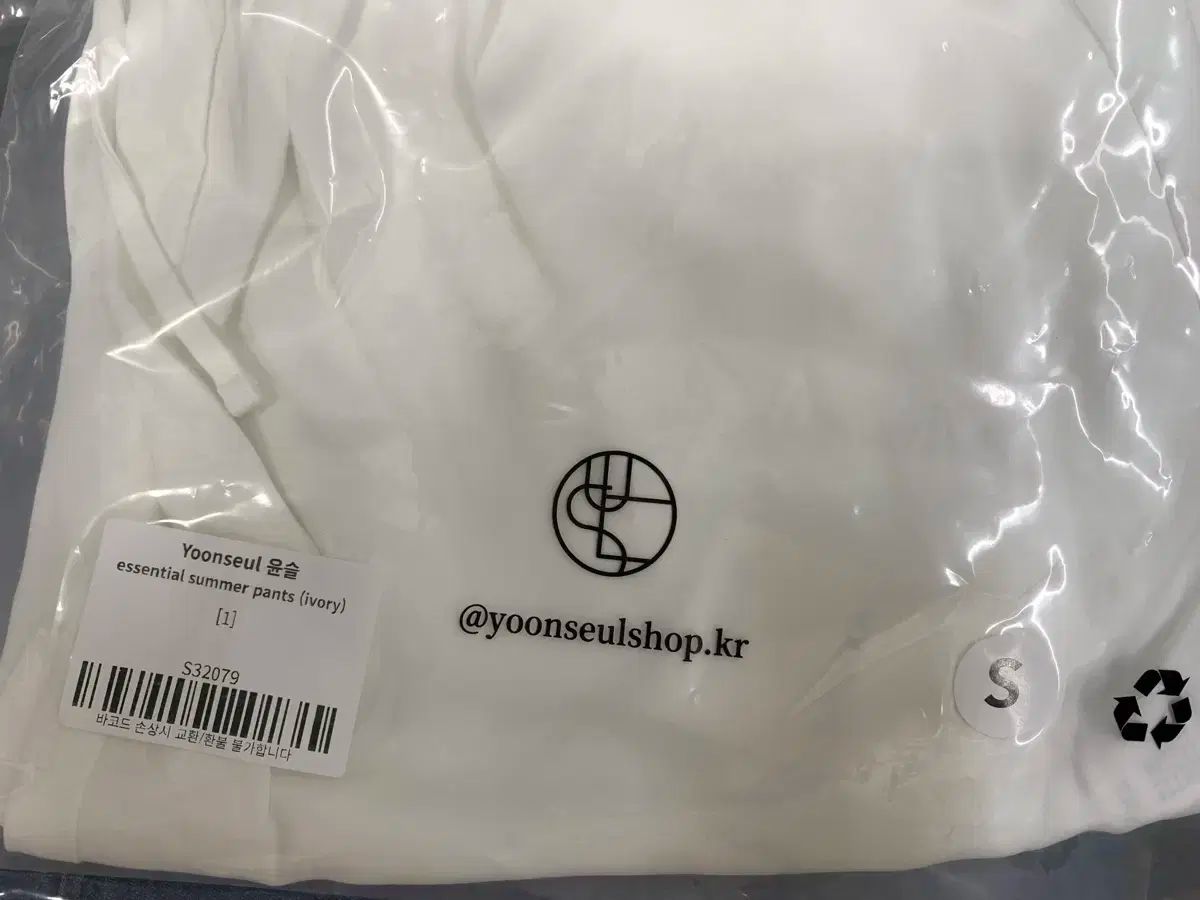 Yoonseul 윤슬
essential summer pants (ivory)
[1]
S32079
바코드 손상시 교환/환불 불가합니다
@yoonseulshop.kr
S